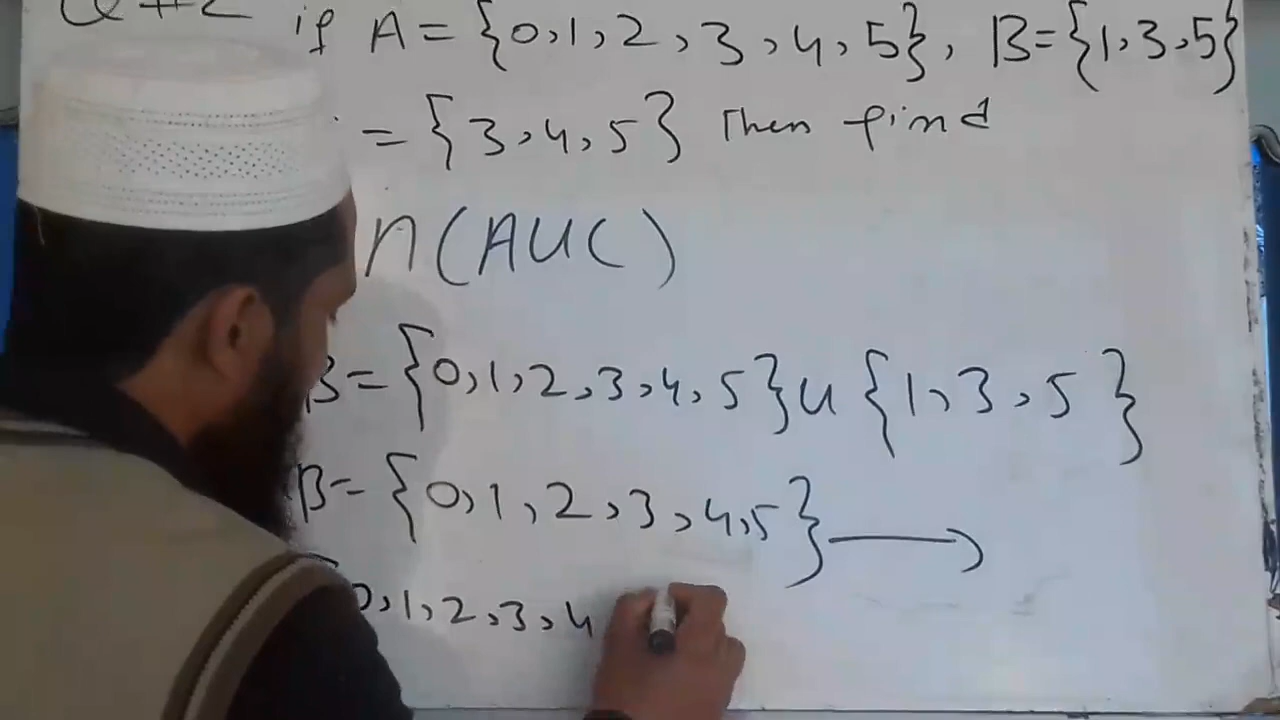 Q#2 if A = {0,1,2,3,4,5}, B={1,3,5}
= {3,4,5} Then find
n(AUC)
B={0,1,2,3,4,5}U{1,3,5}
B= {0,1,2,3,4,5}⟶
0,1,2,3,4